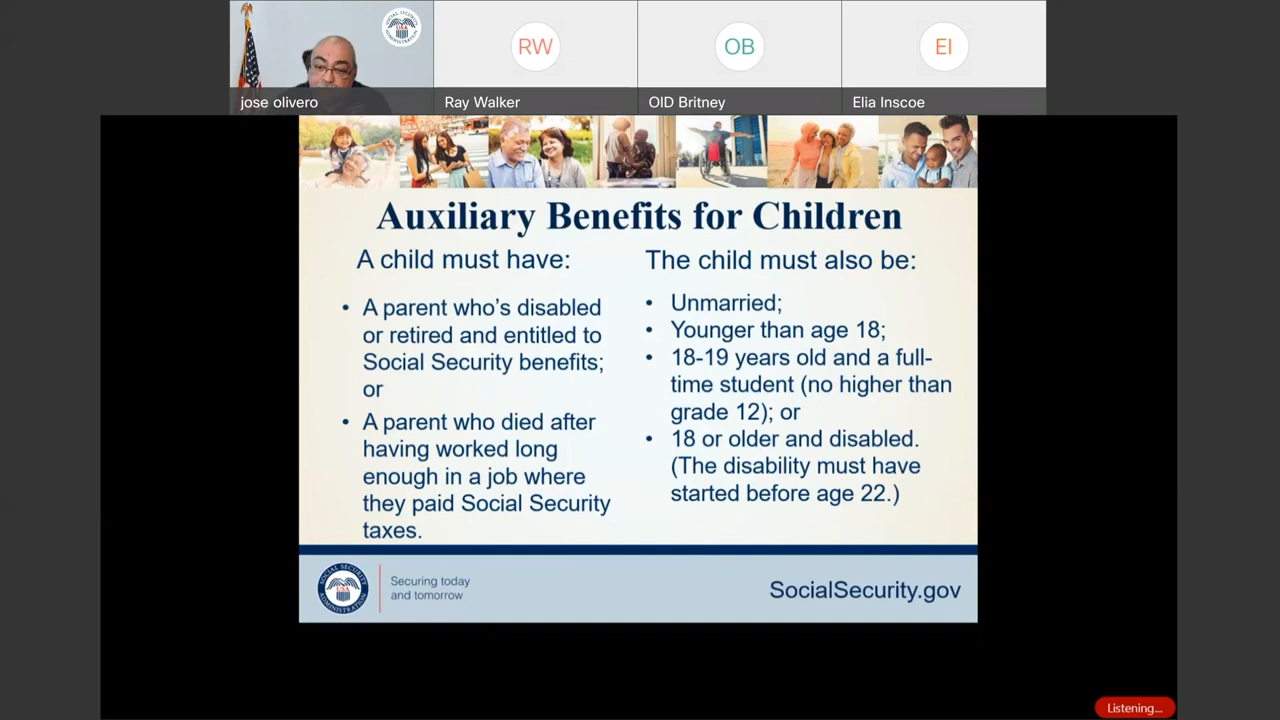 jose olivero
RW
Ray Walker
OB
OID Britney
EI
Elia Inscoe
Auxiliary Benefits for Children
A child must have:
• A parent who’s disabled
or retired and entitled to
Social Security benefits;
or
• A parent who died after
having worked long
enough in a job where
they paid Social Security
taxes.
The child must also be:
• Unmarried;
• Younger than age 18;
• 18-19 years old and a full-
time student (no higher than
grade 12); or
• 18 or older and disabled.
(The disability must have
started before age 22.)
SOCIAL SECURITY
USA
ADMINISTRATION
Securing today
and tomorrow
SocialSecurity.gov
Listening...